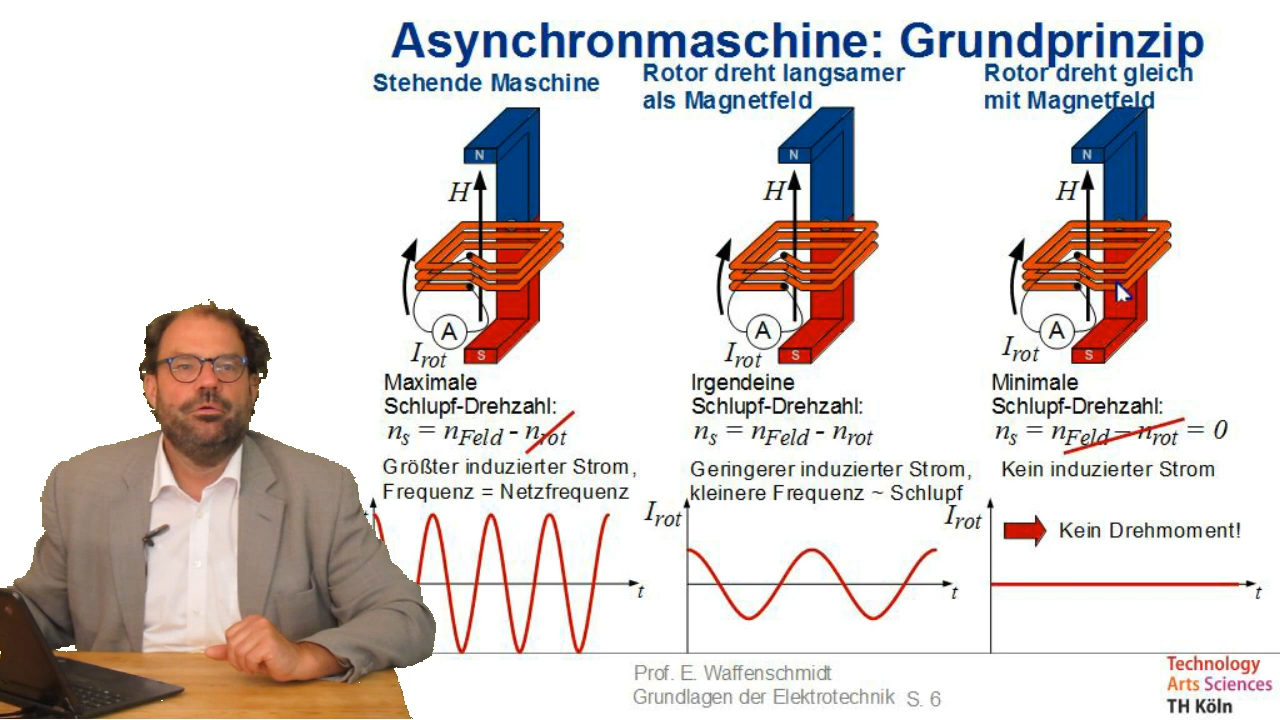 Asynchronmaschine: Grundprinzip
Stehende Maschine
N
H
A
I_rot
S
Maximale
Schlupf-Drehzahl:
n_s = n_Feld - n_rot
Größter induzierter Strom,
Frequenz = Netzfrequenz
t
t
Rotor dreht langsamer
als Magnetfeld
N
H
A
I_rot
S
Irgendeine
Schlupf-Drehzahl:
n_s = n_Feld - n_rot
Geringerer induzierter Strom,
kleinere Frequenz ~ Schlupf
I_rot
t
Rotor dreht gleich
mit Magnetfeld
N
H
A
I_rot
S
Minimale
Schlupf-Drehzahl:
n_s = n_Feld – n_rot = 0
Kein induzierter Strom
I_rot
Kein Drehmoment!
t
Prof. E. Waffenschmidt
Grundlagen der Elektrotechnik S. 6
Technology
Arts Sciences
TH Köln